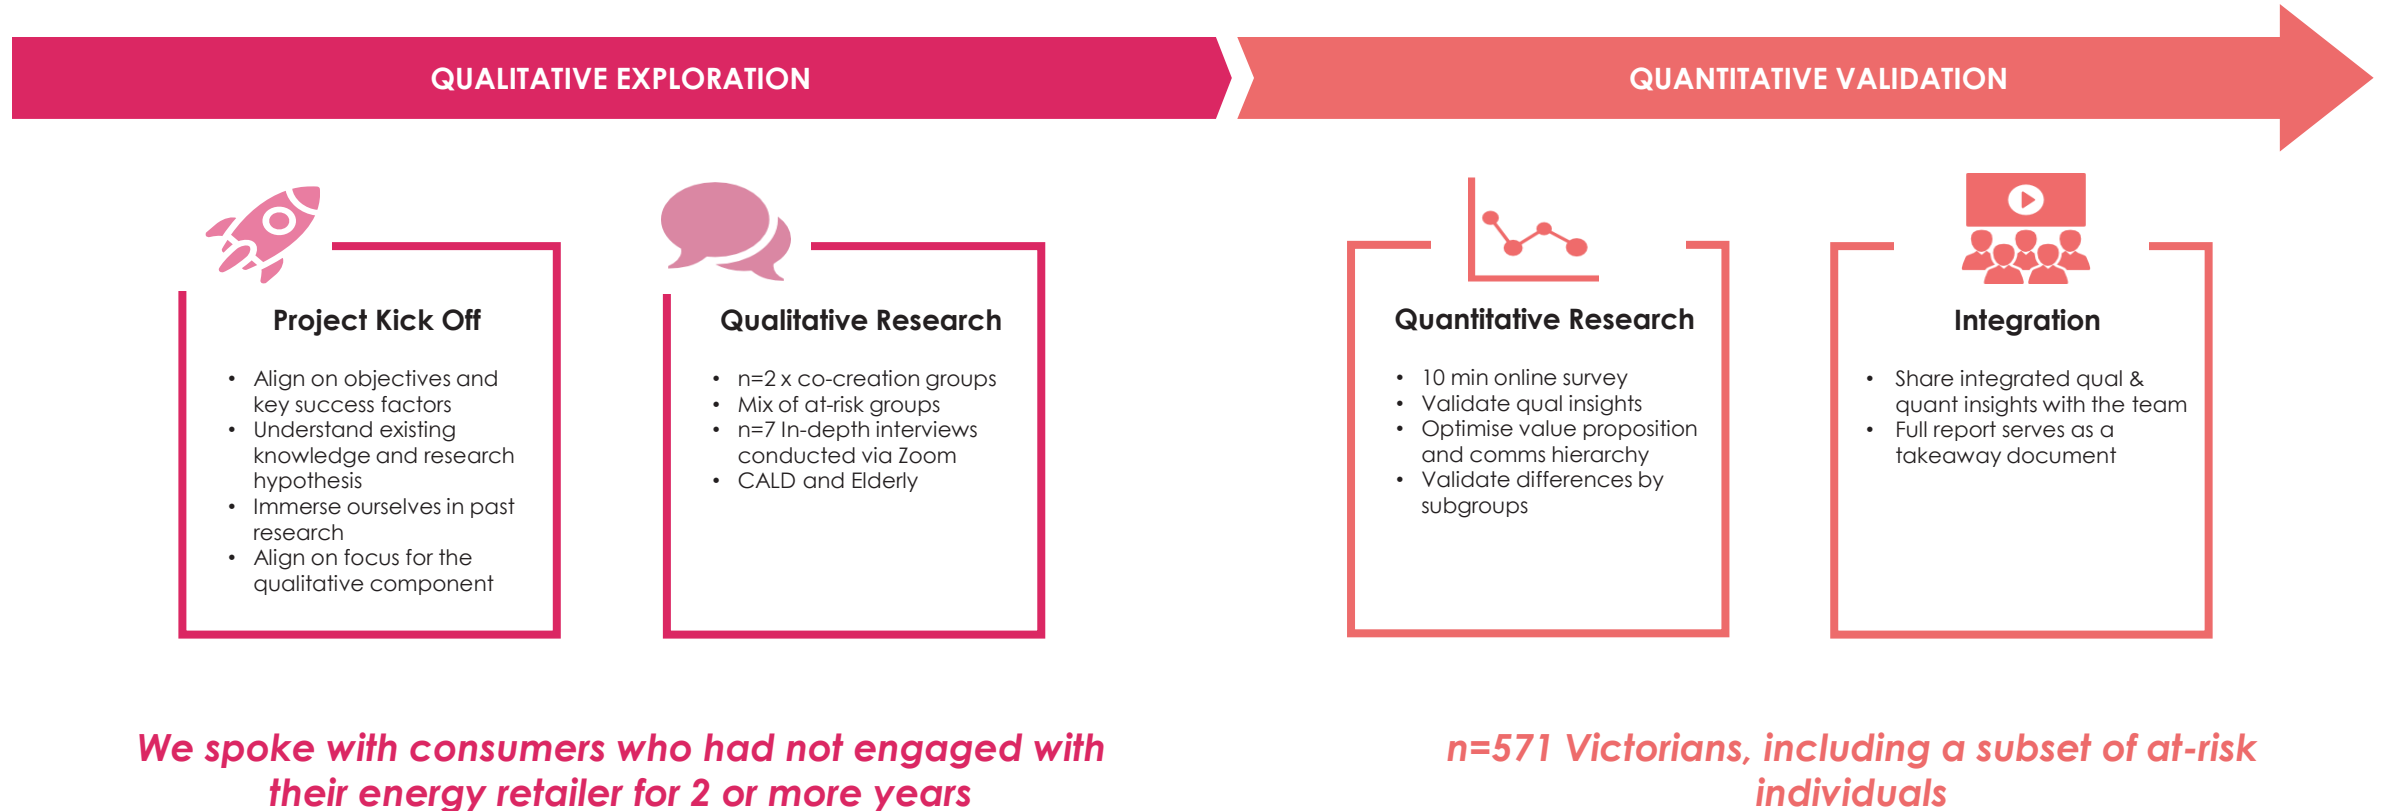 QUALITATIVE EXPLORATION
QUANTITATIVE VALIDATION
Project Kick Off
• Align on objectives and
key success factors
• Understand existing
knowledge and research
hypothesis
• Immerse ourselves in past
research
• Align on focus for the
qualitative component
Qualitative Research
• n=2 x co-creation groups
• Mix of at-risk groups
• n=7 In-depth interviews
conducted via Zoom
• CALD and Elderly
Quantitative Research
• 10 min online survey
• Validate qual insights
• Optimise value proposition
and comms hierarchy
• Validate differences by
subgroups
Integration
• Share integrated qual &
quant insights with the team
• Full report serves as a
takeaway document
We spoke with consumers who had not engaged with
their energy retailer for 2 or more years
n=571 Victorians, including a subset of at-risk
individuals